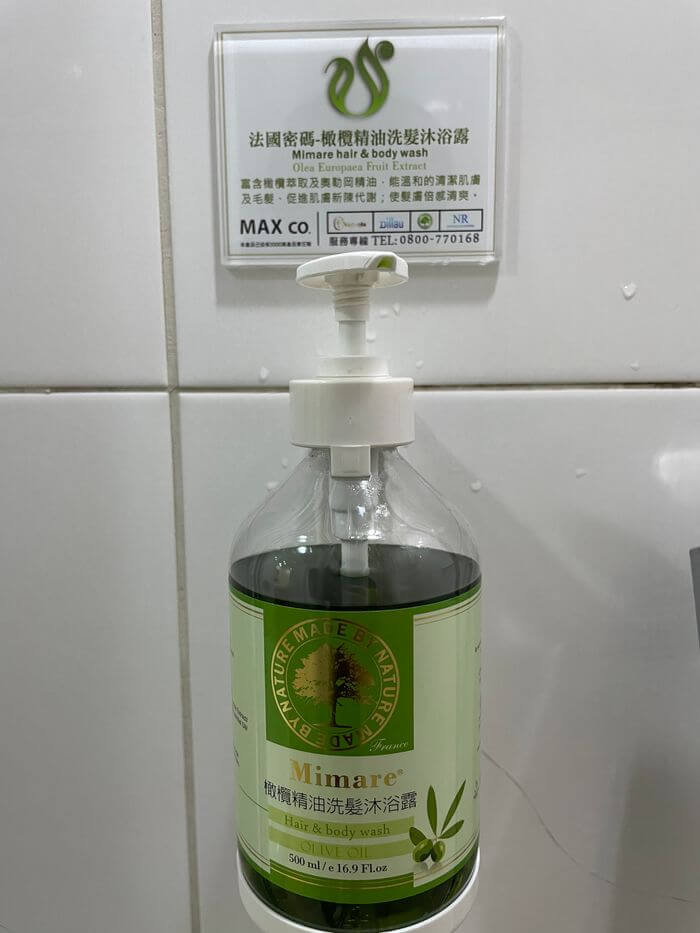 法國密碼-橄欖精油洗髮沐浴露
Mimare hair & body wash
Olea Europaea Fruit Extract
富含橄欖萃取及奧勒岡精油‧能溫和的清潔肌膚
及毛髮‧促進肌膚新陳代謝；使髮膚倍感清爽。
MAX CO.
Dillau
NR
服務專線 TEL:0800-770168
MADE BY NATURE MADE BY NATURE
France
Mimare®
橄欖精油洗髮沐浴露
Hair & body wash
OLIVE OIL
500 ml / e 16.9 Fl.oz